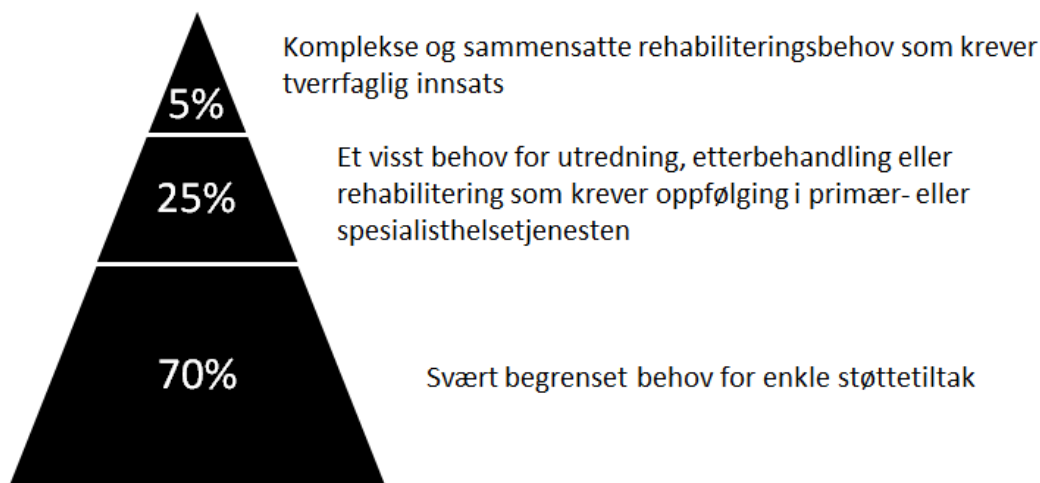 Komplekse og sammensatte rehabiliteringsbehov som krever
tverrfaglig innsats
5%
Et visst behov for utredning, etterbehandling eller
rehabilitering som krever oppfølging i primær- eller
spesialisthelsetjenesten
25%
70%
Svært begrenset behov for enkle støttetiltak